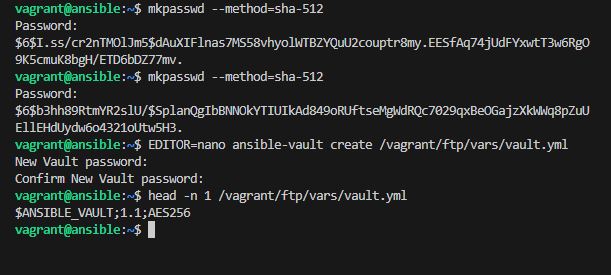 vagrant@ansible:~$ mkpasswd --method=sha-512
Password:
$6$I.ss/cr2nTMOlJm5$dAuXIFlnas7MS58vhyolWTBZYQuU2couptr8my.EESfAq74jUdFYxwtT3w6RgO
9K5cmuK8bgH/ETD6bDZ77mv.
vagrant@ansible:~$ mkpasswd --method=sha-512
Password:
$6$b3hh89RtmYR2slU/$SplanQgIbBNNOkYTIUIkAd849oRUftseMgWdRQc7029qxBeOGajzXkWWq8pZuU
EllEHdUydw6o4321oUtw5H3.
vagrant@ansible:~$ EDITOR=nano ansible-vault create /vagrant/ftp/vars/vault.yml
New Vault password:
Confirm New Vault password:
vagrant@ansible:~$ head -n 1 /vagrant/ftp/vars/vault.yml
$ANSIBLE_VAULT;1.1;AES256
vagrant@ansible:~$